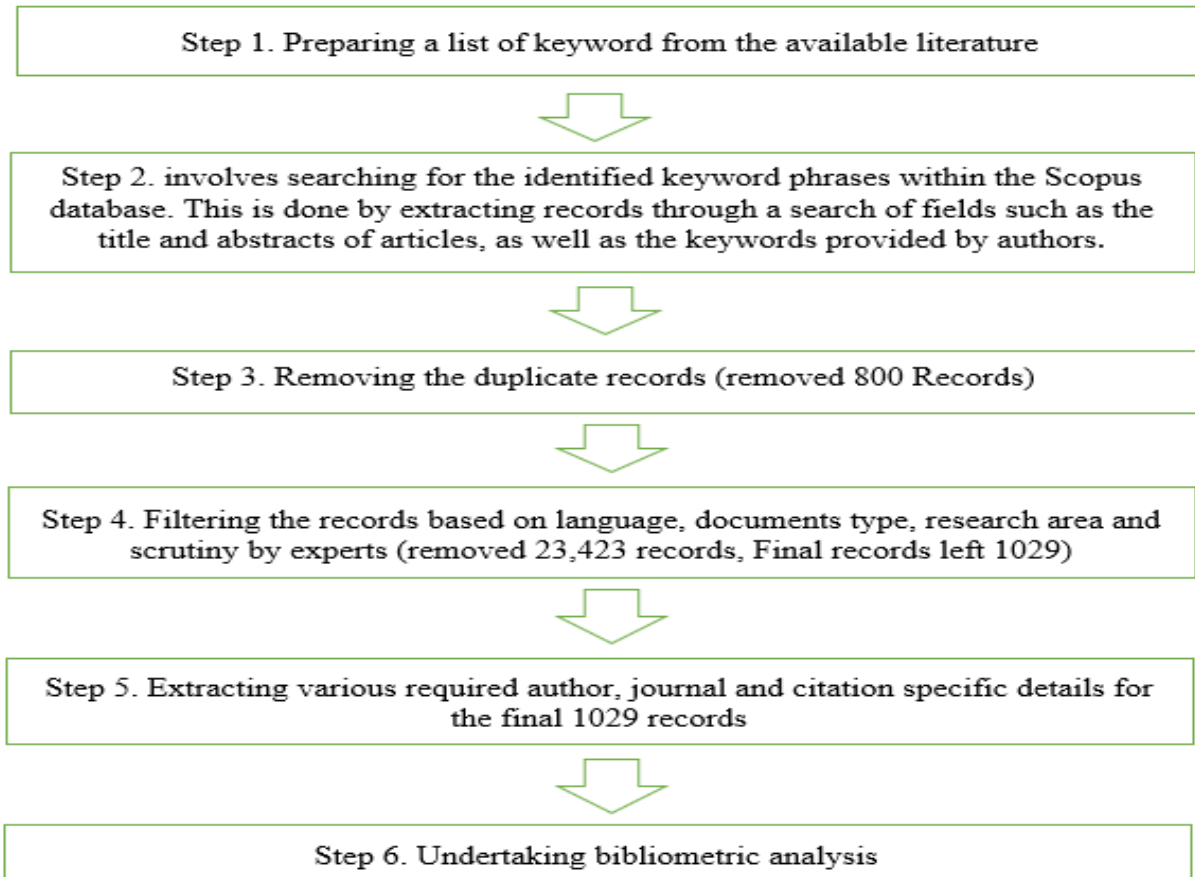 Step 1. Preparing a list of keyword from the available literature
Step 2. involves searching for the identified keyword phrases within the Scopus
database. This is done by extracting records through a search of fields such as the
title and abstracts of articles, as well as the keywords provided by authors.
Step 3. Removing the duplicate records (removed 800 Records)
Step 4. Filtering the records based on language, documents type, research area and
scrutiny by experts (removed 23,423 records, Final records left 1029)
Step 5. Extracting various required author, journal and citation specific details for
the final 1029 records
Step 6. Undertaking bibliometric analysis